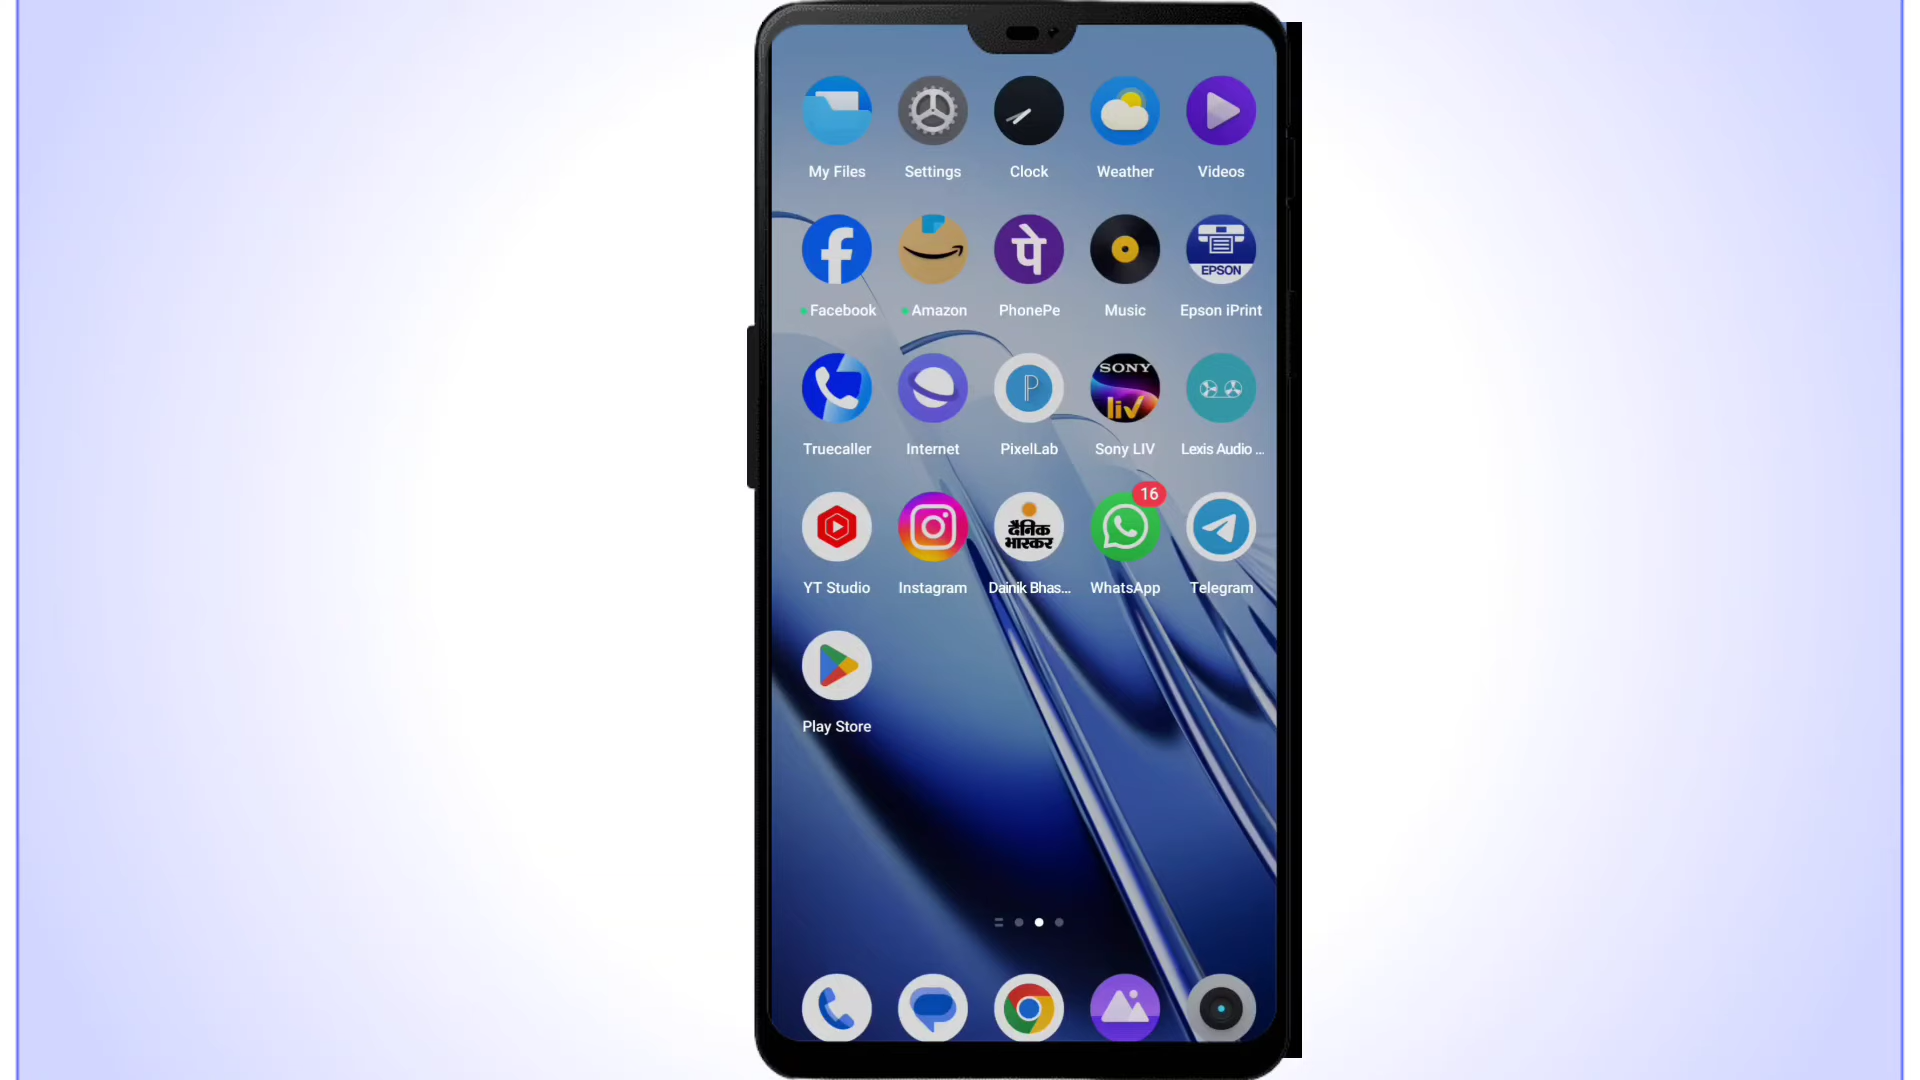 My Files Settings Clock Weather Videos
पे
EPSON
Facebook Amazon PhonePe Music Epson iPrint
P
SONY
liv
Truecaller Internet PixelLab Sony LIV Lexis Audio ...
दैनिक
भास्कर
16
YT Studio Instagram Dainik Bhas... WhatsApp Telegram
Play Store